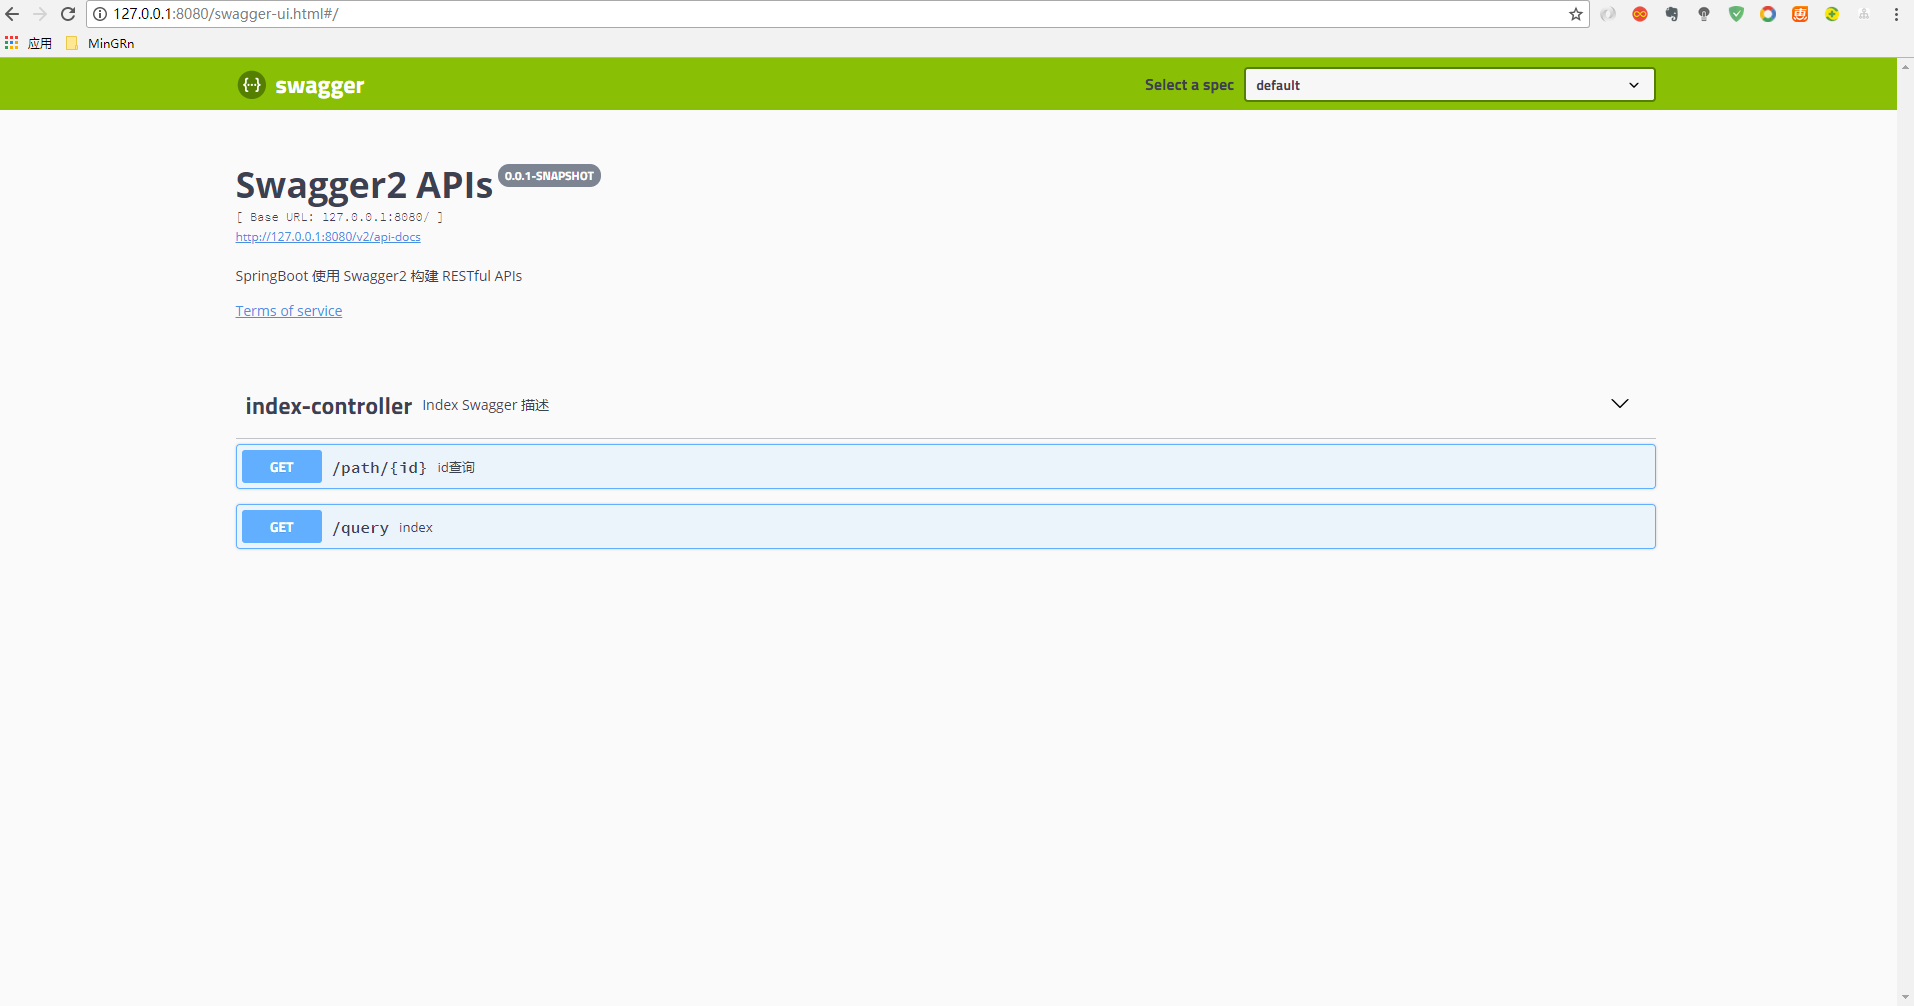 127.0.0.1:8080/swagger-ui.html#/
应用 MinGRn
{··} swagger Select a spec default
Swagger2 APIs 0.0.1-SNAPSHOT
[ Base URL: 127.0.0.1:8080/ ]
http://127.0.0.1:8080/v2/api-docs
SpringBoot 使用 Swagger2 构建 RESTful APIs
Terms of service
index-controller Index Swagger 描述
GET /path/{id} id查询
GET /query index
惠